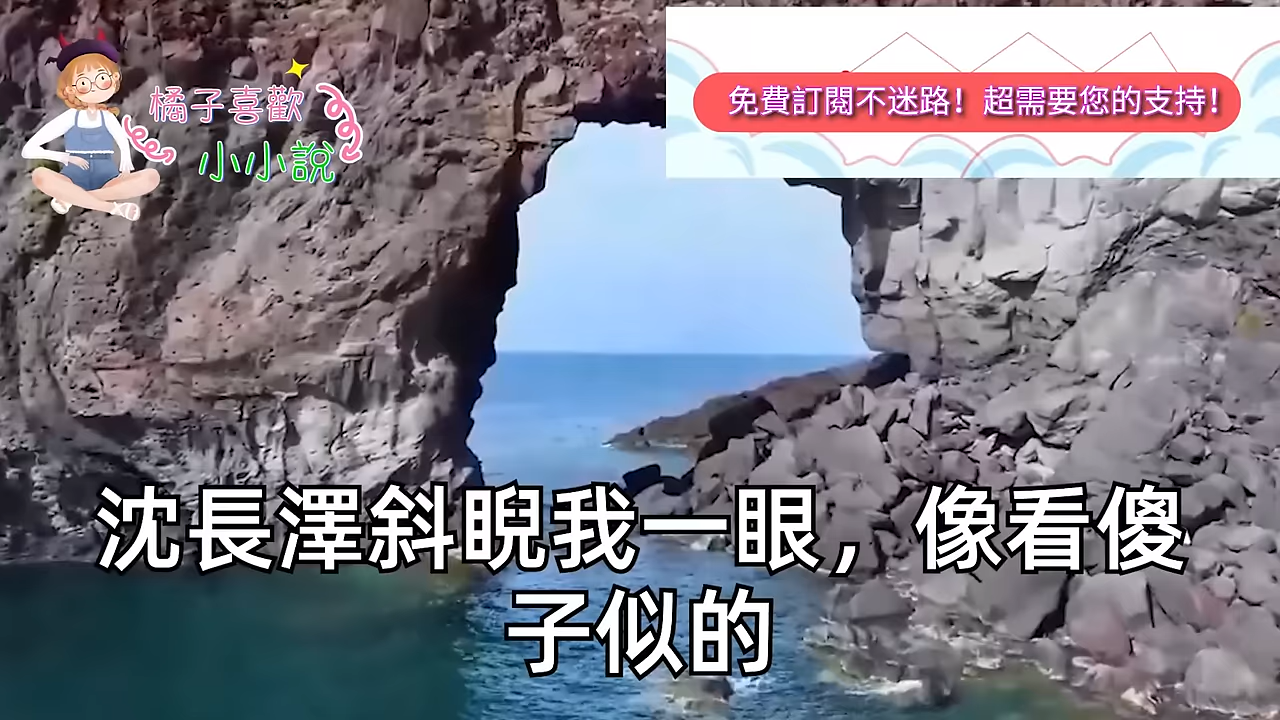 橘子喜歡
小小說
免費訂閱不迷路！超需要您的支持！
沈長澤斜睨我一眼，像看傻
子似的